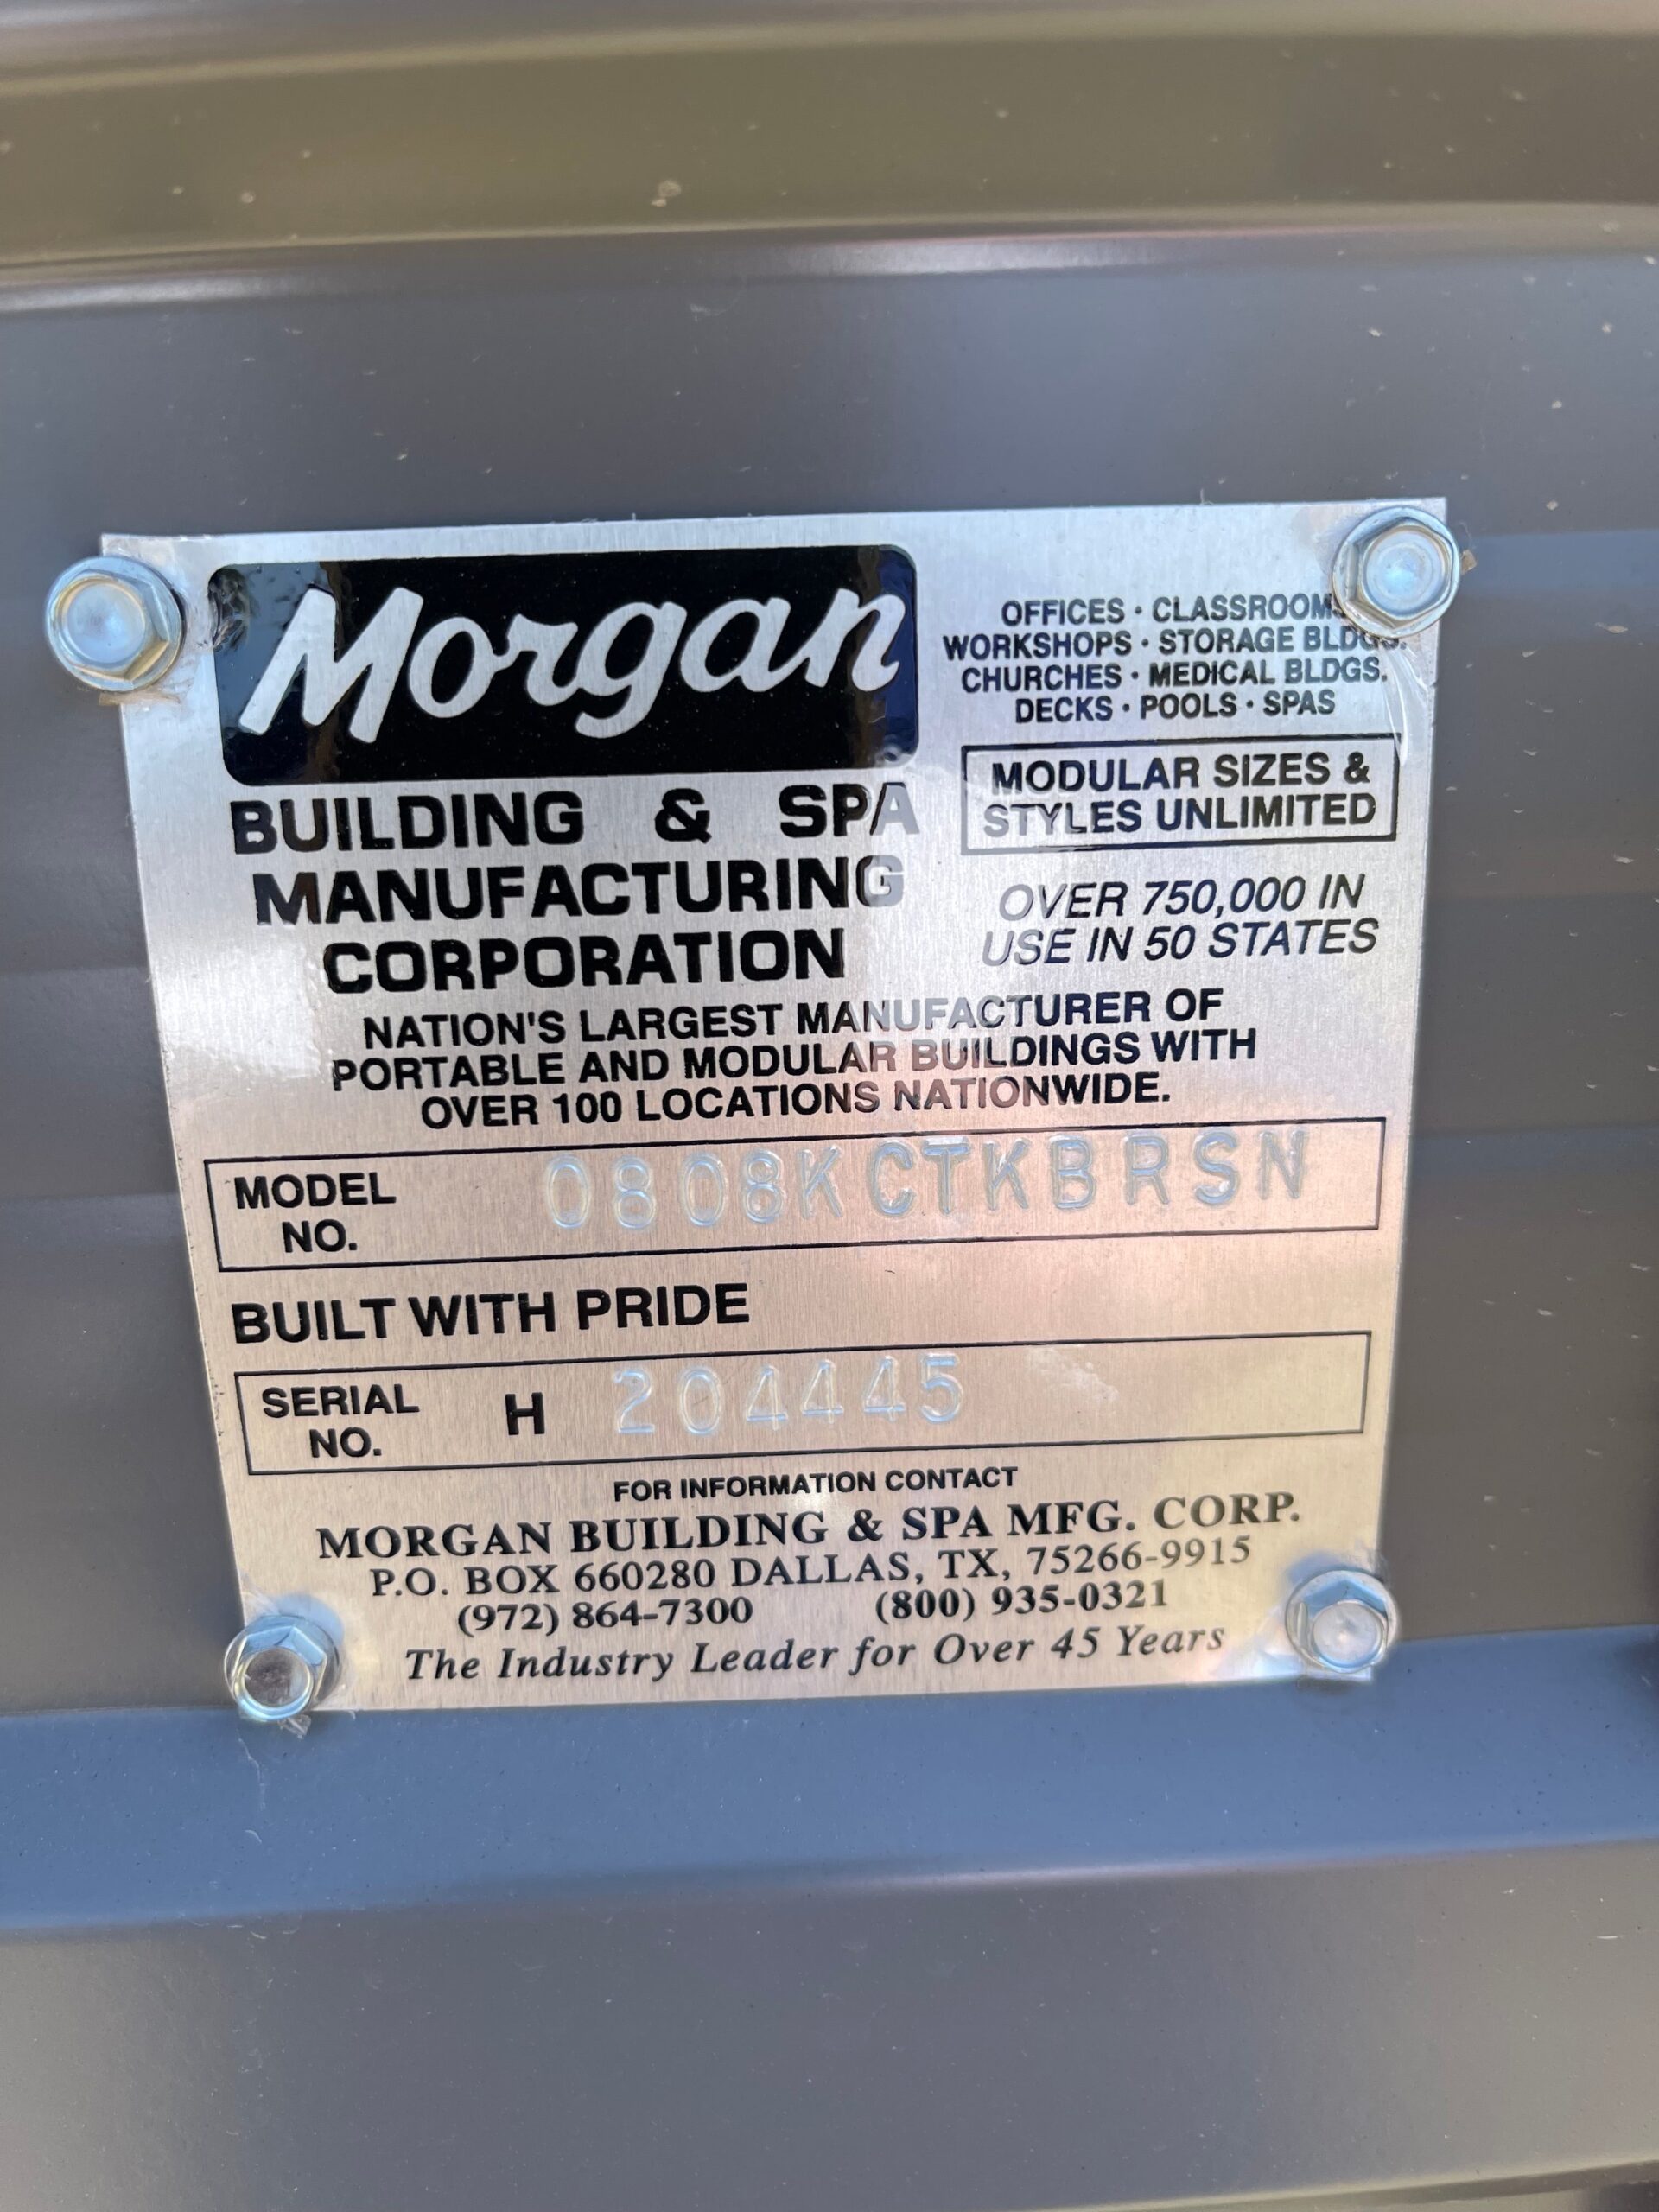 Morgan
BUILDING & SPA
MANUFACTURING
CORPORATION
OFFICES · CLASSROOMS
WORKSHOPS · STORAGE BLDGS.
CHURCHES · MEDICAL BLDGS.
DECKS · POOLS · SPAS
MODULAR SIZES &
STYLES UNLIMITED
OVER 750,000 IN
USE IN 50 STATES
NATION'S LARGEST MANUFACTURER OF
PORTABLE AND MODULAR BUILDINGS WITH
OVER 100 LOCATIONS NATIONWIDE.
MODEL NO. 0808KCTKBRSN
BUILT WITH PRIDE
SERIAL NO. H 204445
FOR INFORMATION CONTACT
MORGAN BUILDING & SPA MFG. CORP.
P.O. BOX 660280 DALLAS, TX, 75266-9915
(972) 864-7300 (800) 935-0321
The Industry Leader for Over 45 Years